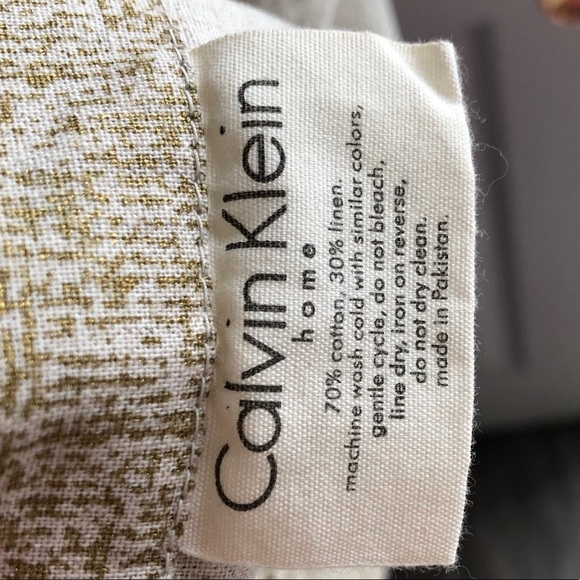 Calvin Klein
home
70% cotton, 30% linen.
machine wash cold with similar colors,
gentle cycle, do not bleach,
line dry, iron on reverse,
do not dry clean.
made in Pakistan.